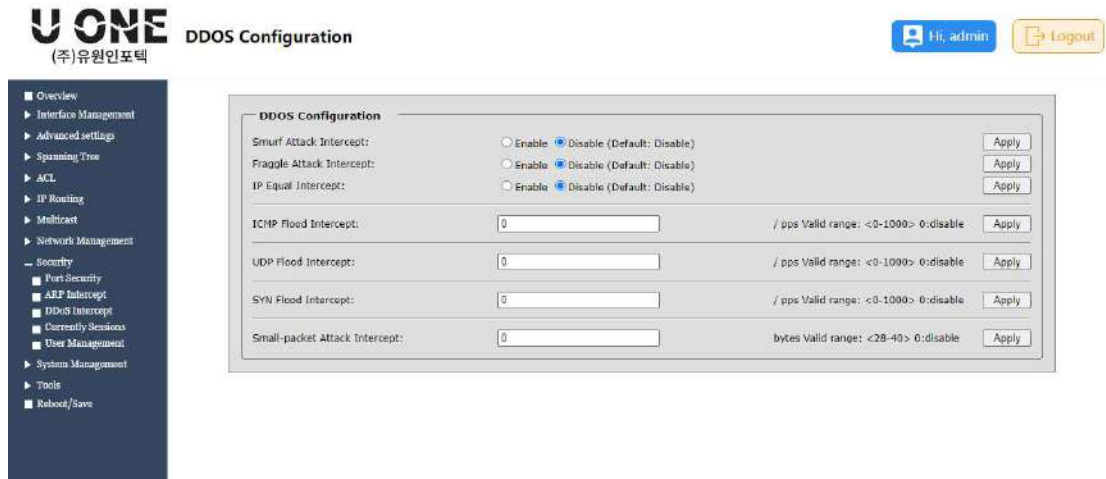 U ONE
(주)유원인포텍
DDOS Configuration
Hi, admin
Logout
Overview
Interface Management
Advanced settings
Spanning Tree
ACL
IP Routing
Multicast
Network Management
Security
Port Security
ARP Intercept
DDoS Intercept
Currently Sessions
User Management
System Management
Tools
Reboot/Save
DDOS Configuration
Smurf Attack Intercept: Enable Disable (Default: Disable) Apply
Fraggle Attack Intercept: Enable Disable (Default: Disable) Apply
IP Equal Intercept: Enable Disable (Default: Disable) Apply
ICMP Flood Intercept: 0 / pps Valid range: <0-1000> 0:disable Apply
UDP Flood Intercept: 0 / pps Valid range: <0-1000> 0:disable Apply
SYN Flood Intercept: 0 / pps Valid range: <0-1000> 0:disable Apply
Small-packet Attack Intercept: 0 bytes Valid range: <28-40> 0:disable Apply